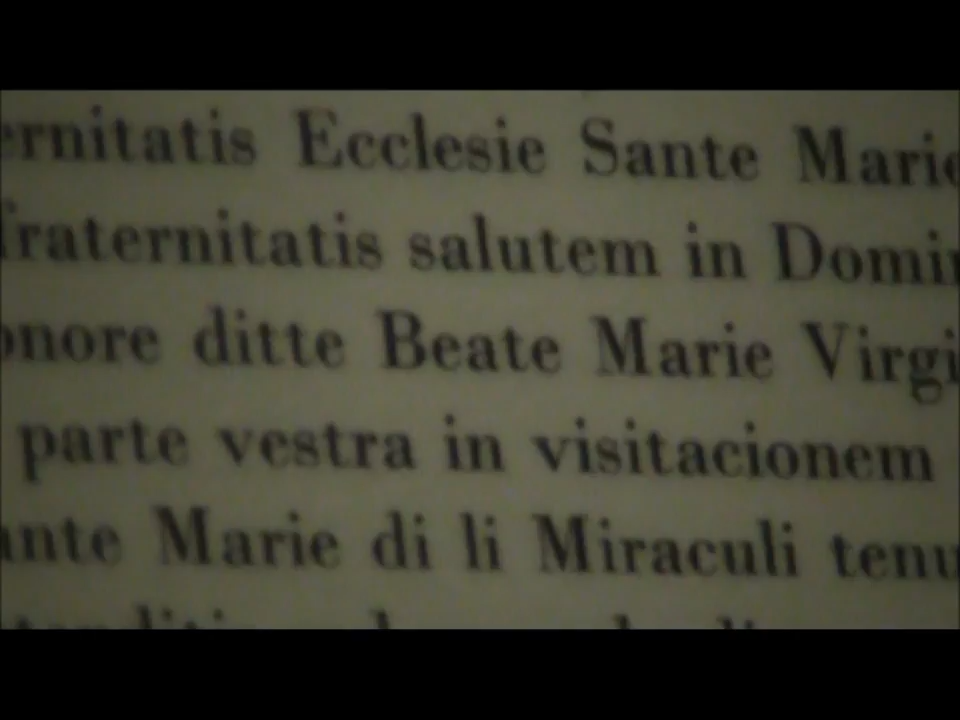 ernitatis Ecclesie Sante Marie
fraternitatis salutem in Domin
onore ditte Beate Marie Virgi
parte vestra in visitacionem
ante Marie di li Miraculi tenu